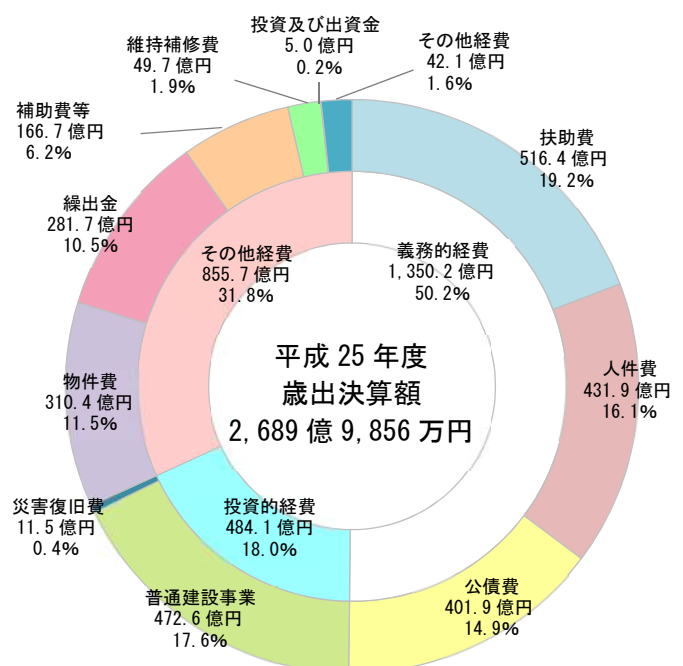 投資及び出資金
5.0億円
0.2%
その他経費
42.1億円
1.6%
維持補修費
49.7億円
1.9%
補助費等
166.7億円
6.2%
扶助費
516.4億円
19.2%
繰出金
281.7億円
10.5%
その他経費
855.7億円
31.8%
義務的経費
1,350.2億円
50.2%
平成25年度
歳出決算額
2,689億9,856万円
人件費
431.9億円
16.1%
物件費
310.4億円
11.5%
災害復旧費
11.5億円
0.4%
投資的経費
484.1億円
18.0%
普通建設事業
472.6億円
17.6%
公債費
401.9億円
14.9%